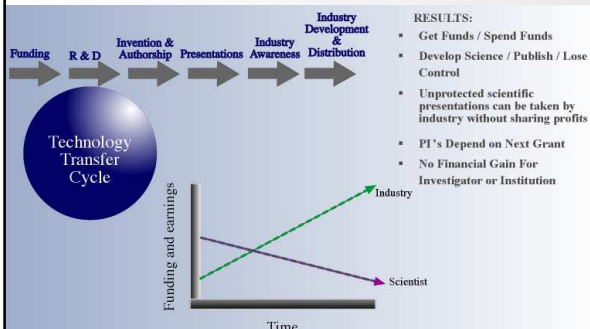 Funding
R & D
Invention &
Authorship
Presentations
Industry
Awareness
Industry
Development
&
Distribution
Technology
Transfer
Cycle
Funding and earnings
Industry
Scientist
Time
RESULTS:
▪ Get Funds / Spend Funds
▪ Develop Science / Publish / Lose
Control
▪ Unprotected scientific
presentations can be taken by
industry without sharing profits
▪ PI's Depend on Next Grant
▪ No Financial Gain For
Investigator or Institution